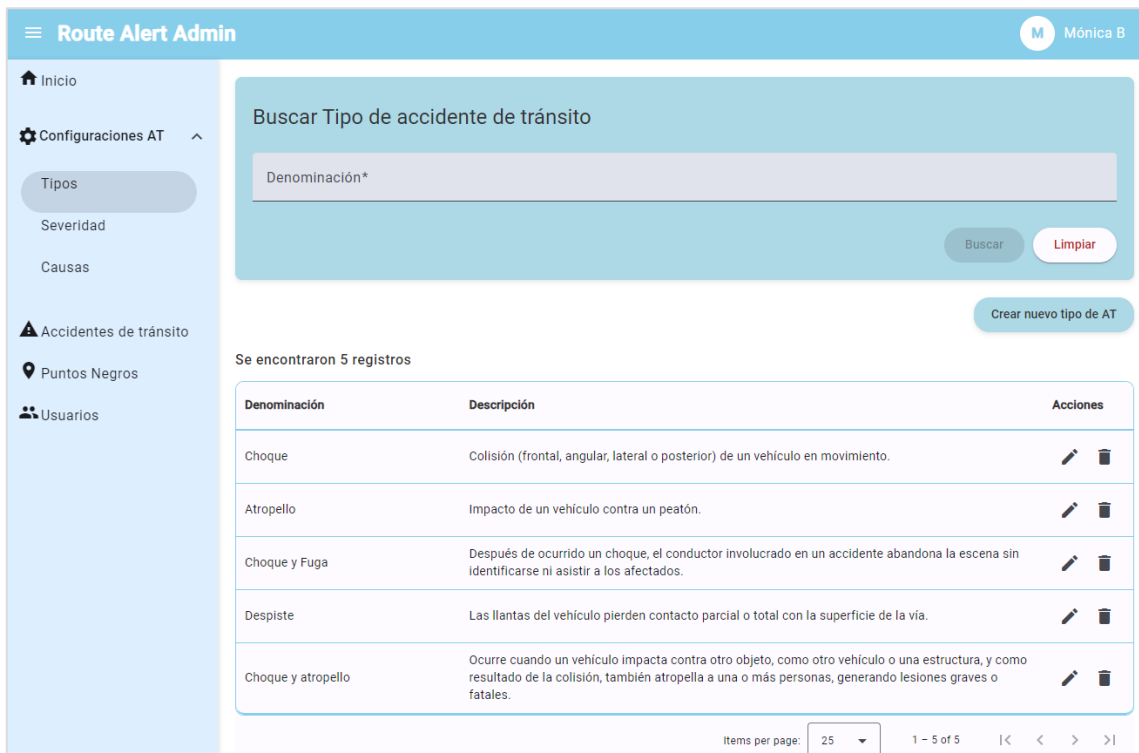 Route Alert Admin
M
Mónica B
Inicio
Configuraciones AT
Tipos
Severidad
Causas
Accidentes de tránsito
Puntos Negros
Usuarios
Buscar Tipo de accidente de tránsito
Denominación*
Buscar
Limpiar
Crear nuevo tipo de AT
Se encontraron 5 registros
Denominación
Descripción
Acciones
Choque
Colisión (frontal, angular, lateral o posterior) de un vehículo en movimiento.
Atropello
Impacto de un vehículo contra un peatón.
Choque y Fuga
Después de ocurrido un choque, el conductor involucrado en un accidente abandona la escena sin
identificarse ni asistir a los afectados.
Despiste
Las llantas del vehículo pierden contacto parcial o total con la superficie de la vía.
Choque y atropello
Ocurre cuando un vehículo impacta contra otro objeto, como otro vehículo o una estructura, y como
resultado de la colisión, también atropella a una o más personas, generando lesiones graves o
fatales.
Items per page:
25
1 – 5 of 5